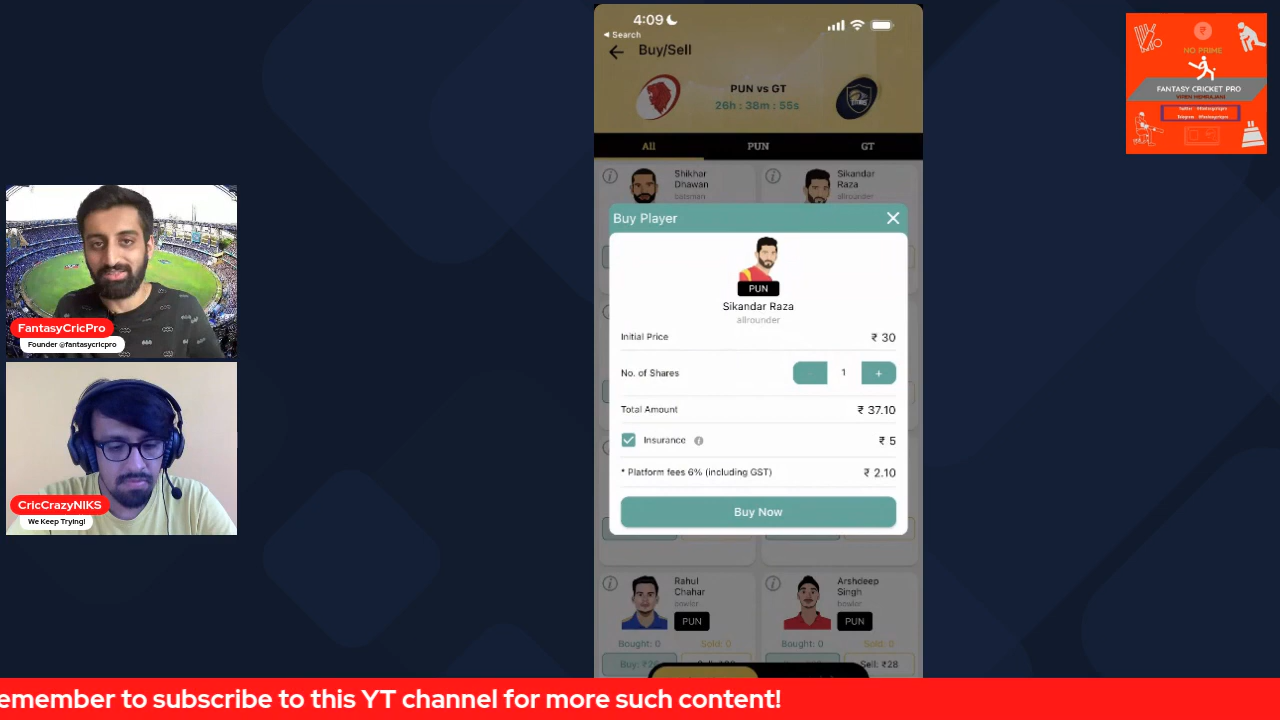 4:09
Search
Buy/Sell
PUN vs GT
26h : 38m : 55s
All
PUN
GT
Shikhar
Dhawan
Sikandar
Raza
allrounder
Buy Player
PUN
Sikandar Raza
allrounder
Initial Price
₹ 30
No. of Shares
-
1
+
Total Amount
₹ 37.10
Insurance
₹ 5
* Platform fees 6% (including GST)
₹ 2.10
Buy Now
Rahul
Chahar
bowler
PUN
Bought: 0
Sold: 0
Arshdeep
Singh
bowler
PUN
Bought: 0
Sold: 0
Sell: ₹28
FantasyCricPro
Founder @fantasycricpro
CricCrazyNIKS
We Keep Trying!
NO PRIME
FANTASY CRICKET PRO
emember to subscribe to this YT channel for more such content!